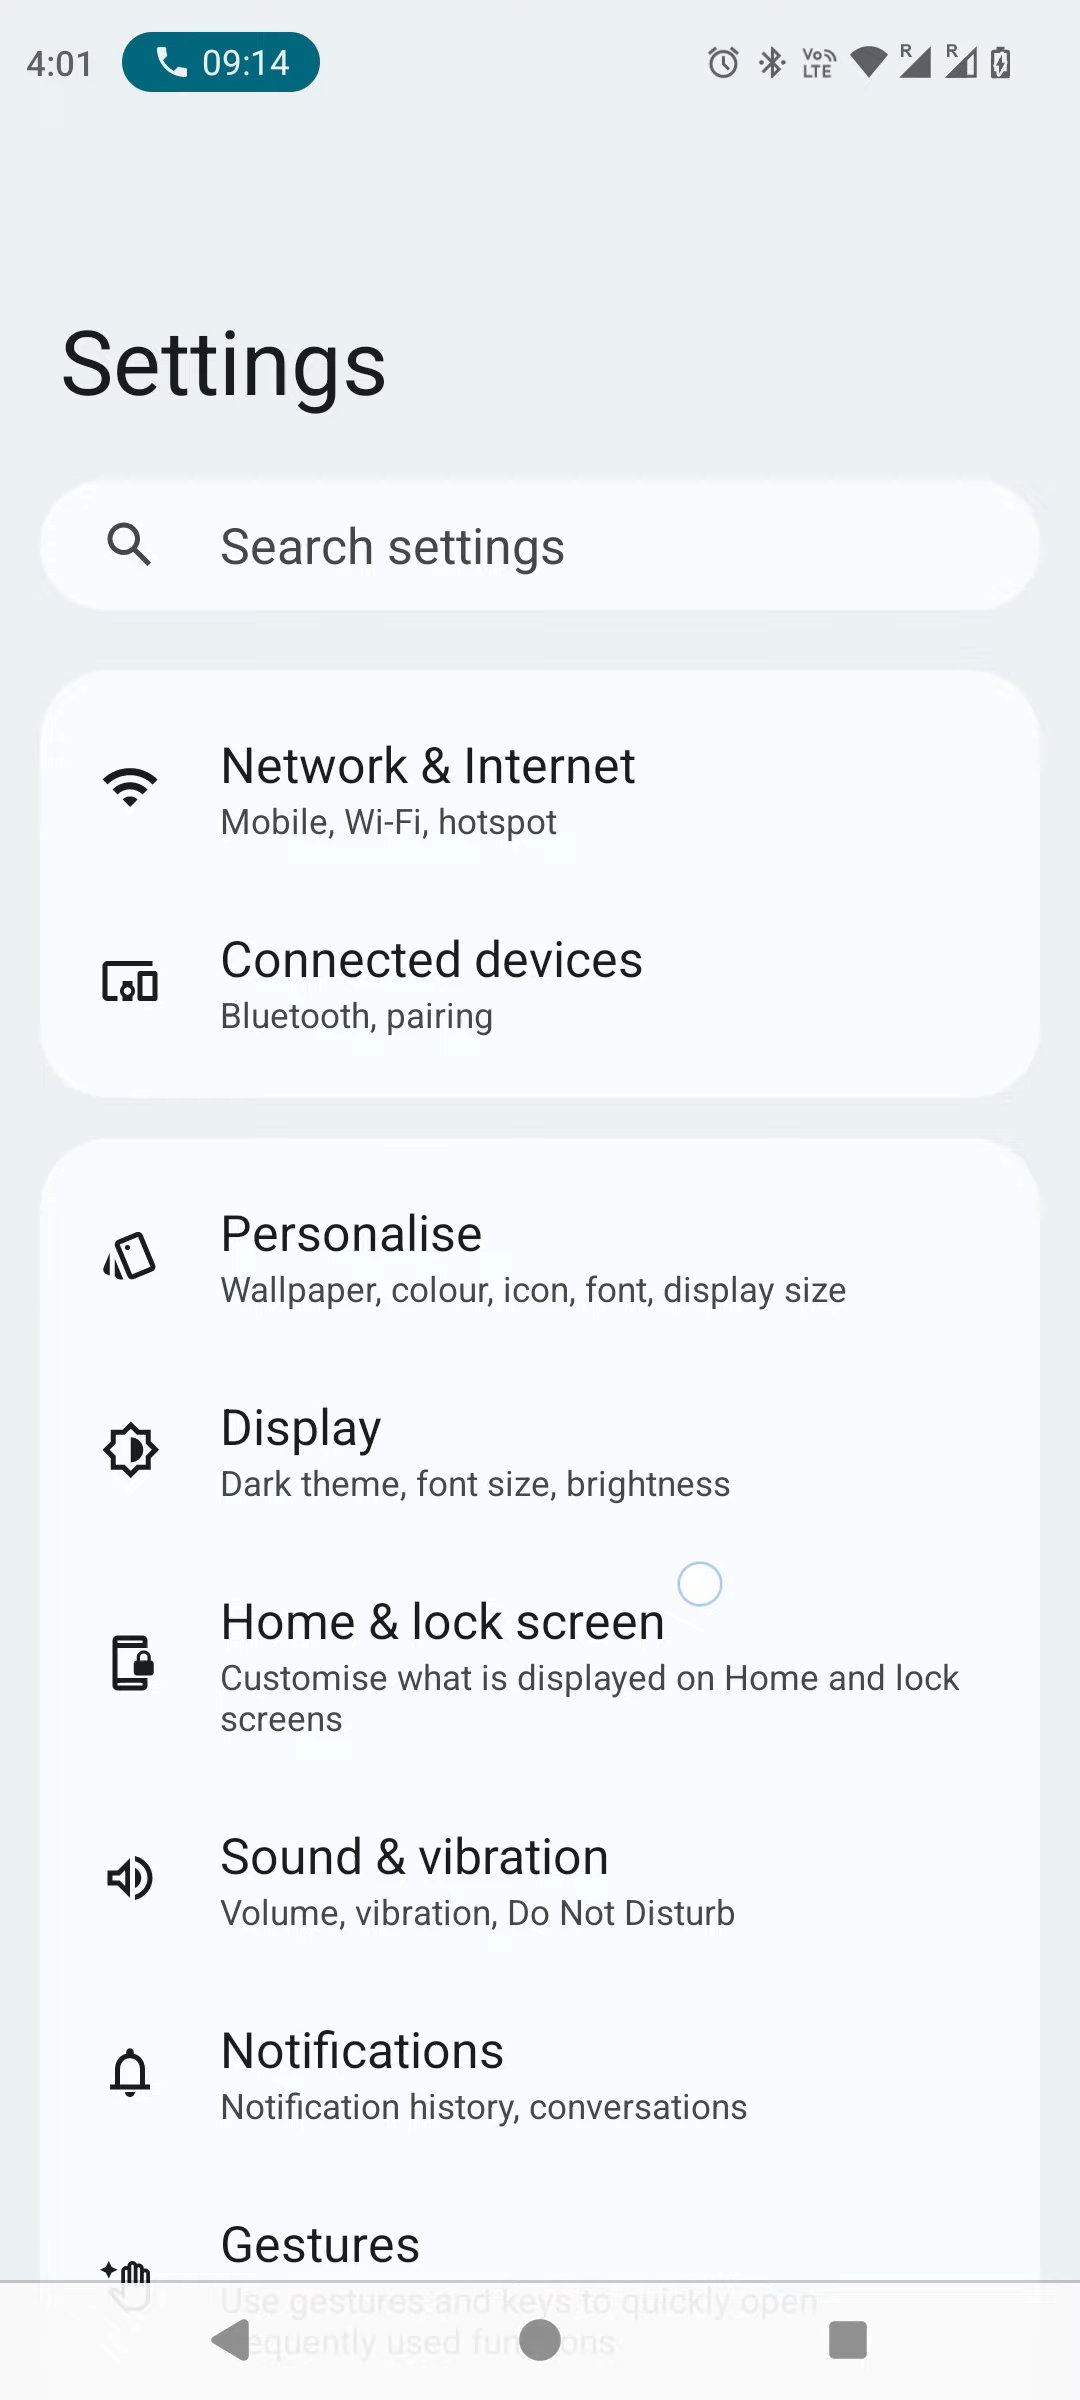 4:01 09:14 VoLTE R R
Settings
Search settings
Network & Internet
Mobile, Wi-Fi, hotspot
Connected devices
Bluetooth, pairing
Personalise
Wallpaper, colour, icon, font, display size
Display
Dark theme, font size, brightness
Home & lock screen
Customise what is displayed on Home and lock
screens
Sound & vibration
Volume, vibration, Do Not Disturb
Notifications
Notification history, conversations
Gestures
Use gestures and keys to quickly open
used